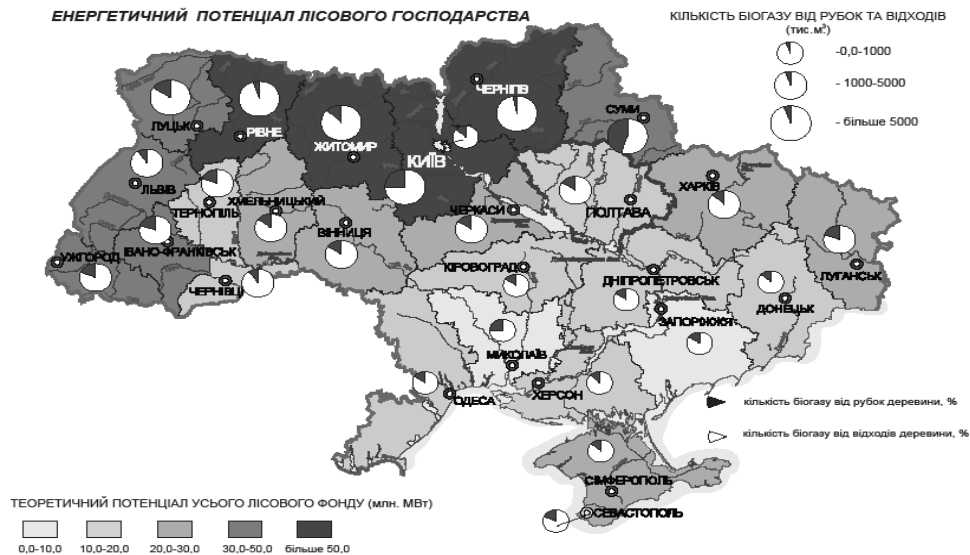 ЕНЕРГЕТИЧНИЙ ПОТЕНЦІАЛ ЛІСОВОГО ГОСПОДАРСТВА
КІЛЬКІСТЬ БІОГАЗУ ВІД РУБОК ТА ВІДХОДІВ
(тис.м³)
-0,0-1000
- 1000-5000
- більше 5000
ЧЕРНІГІВ
СУМИ
ЛУЦЬК
РІВНЕ
ЖИТОМИР
КИЇВ
ЛЬВІВ
ХАРКІВ
ТЕРНОПІЛЬ
ХМЕЛЬНИЦЬКИЙ
ЧЕРКАСИ
ПОЛТАВА
ВІННИЦЯ
УЖГОРОД
ІВАНО-ФРАНКІВСЬК
ЛУГАНСЬК
КІРОВОГРАД
ДНІПРОПЕТРОВСЬК
ЧЕРНІВЦІ
ДОНЕЦЬК
ЗАПОРІЖЖЯ
МИКОЛАЇВ
ОДЕСА
ХЕРСОН
кількість біогазу від рубок деревини, %
кількість біогазу від відходів деревини, %
СІМФЕРОПОЛЬ
СЕВАСТОПОЛЬ
ТЕОРЕТИЧНИЙ ПОТЕНЦІАЛ УСЬОГО ЛІСОВОГО ФОНДУ (млн. МВт)
0,0-10,0 10,0-20,0 20,0-30,0 30,0-50,0 більше 50,0